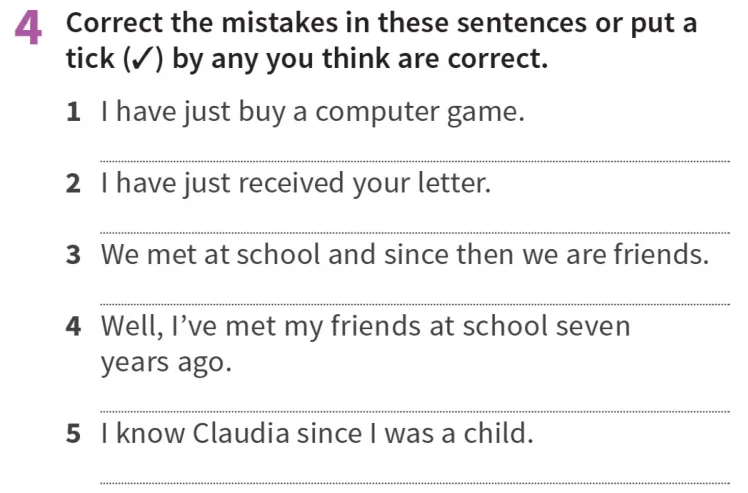 4 Correct the mistakes in these sentences or put a
tick (✓) by any you think are correct.
1 I have just buy a computer game.
2 I have just received your letter.
3 We met at school and since then we are friends.
4 Well, I’ve met my friends at school seven
years ago.
5 I know Claudia since I was a child.